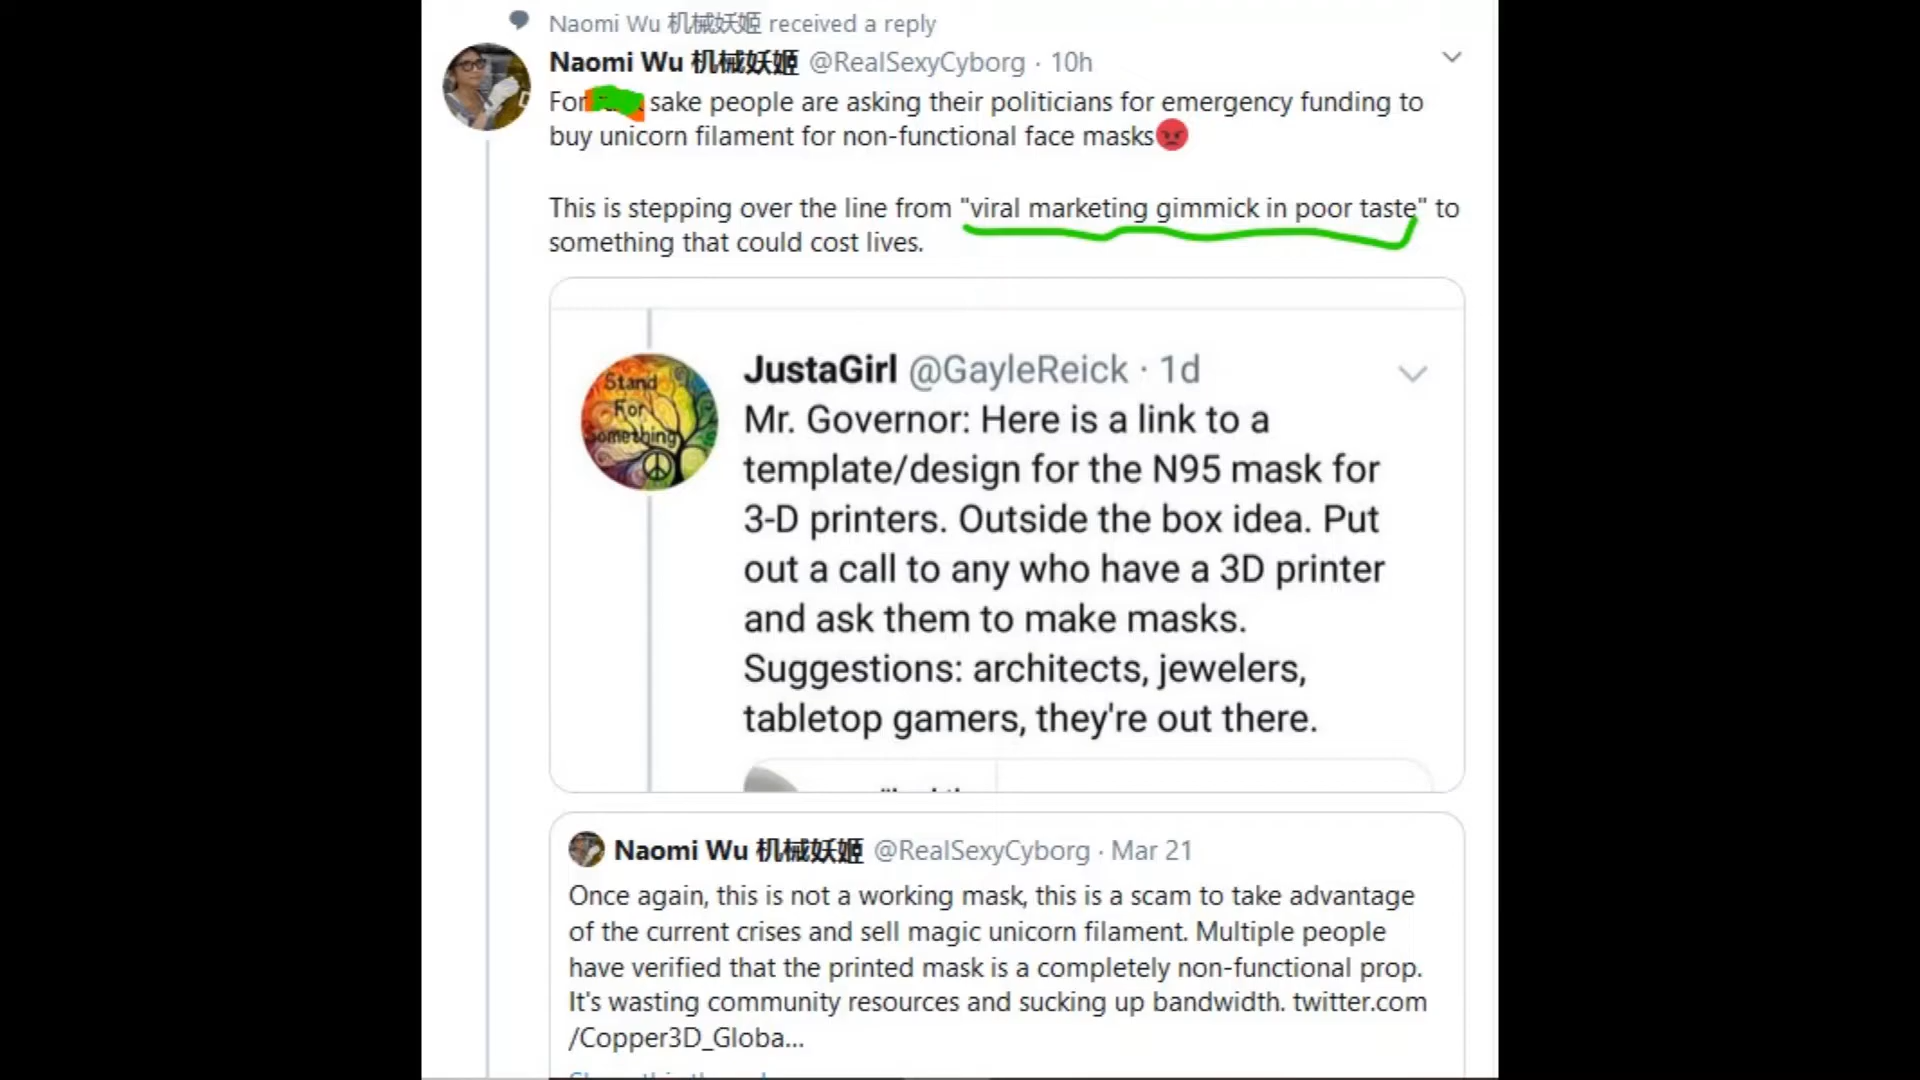 Naomi Wu 机械妖姬 received a reply
Naomi Wu 机械妖姬 @RealSexyCyborg · 10h
For sake people are asking their politicians for emergency funding to
buy unicorn filament for non-functional face masks😡
This is stepping over the line from "viral marketing gimmick in poor taste" to
something that could cost lives.
Stand
For
Something
JustaGirl @GayleReick · 1d
Mr. Governor: Here is a link to a
template/design for the N95 mask for
3-D printers. Outside the box idea. Put
out a call to any who have a 3D printer
and ask them to make masks.
Suggestions: architects, jewelers,
tabletop gamers, they're out there.
Naomi Wu 机械妖姬 @RealSexyCyborg · Mar 21
Once again, this is not a working mask, this is a scam to take advantage
of the current crises and sell magic unicorn filament. Multiple people
have verified that the printed mask is a completely non-functional prop.
It's wasting community resources and sucking up bandwidth. twitter.com
/Copper3D_Globa...